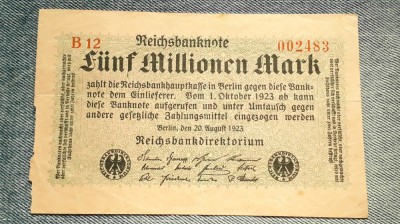 B 12 Reichsbanknote 002483
Fünf Millionen Mark
zahlt die Reichsbankhauptkasse in Berlin gegen diese Bank-
note dem Einlieferer. Vom 1. Oktober 1923 ab kann
diese Banknote aufgerufen und unter Umtausch gegen
andere gesetzliche Zahlungsmittel eingezogen werden
Berlin, den 20. August 1923
Reichsbankdirektorium